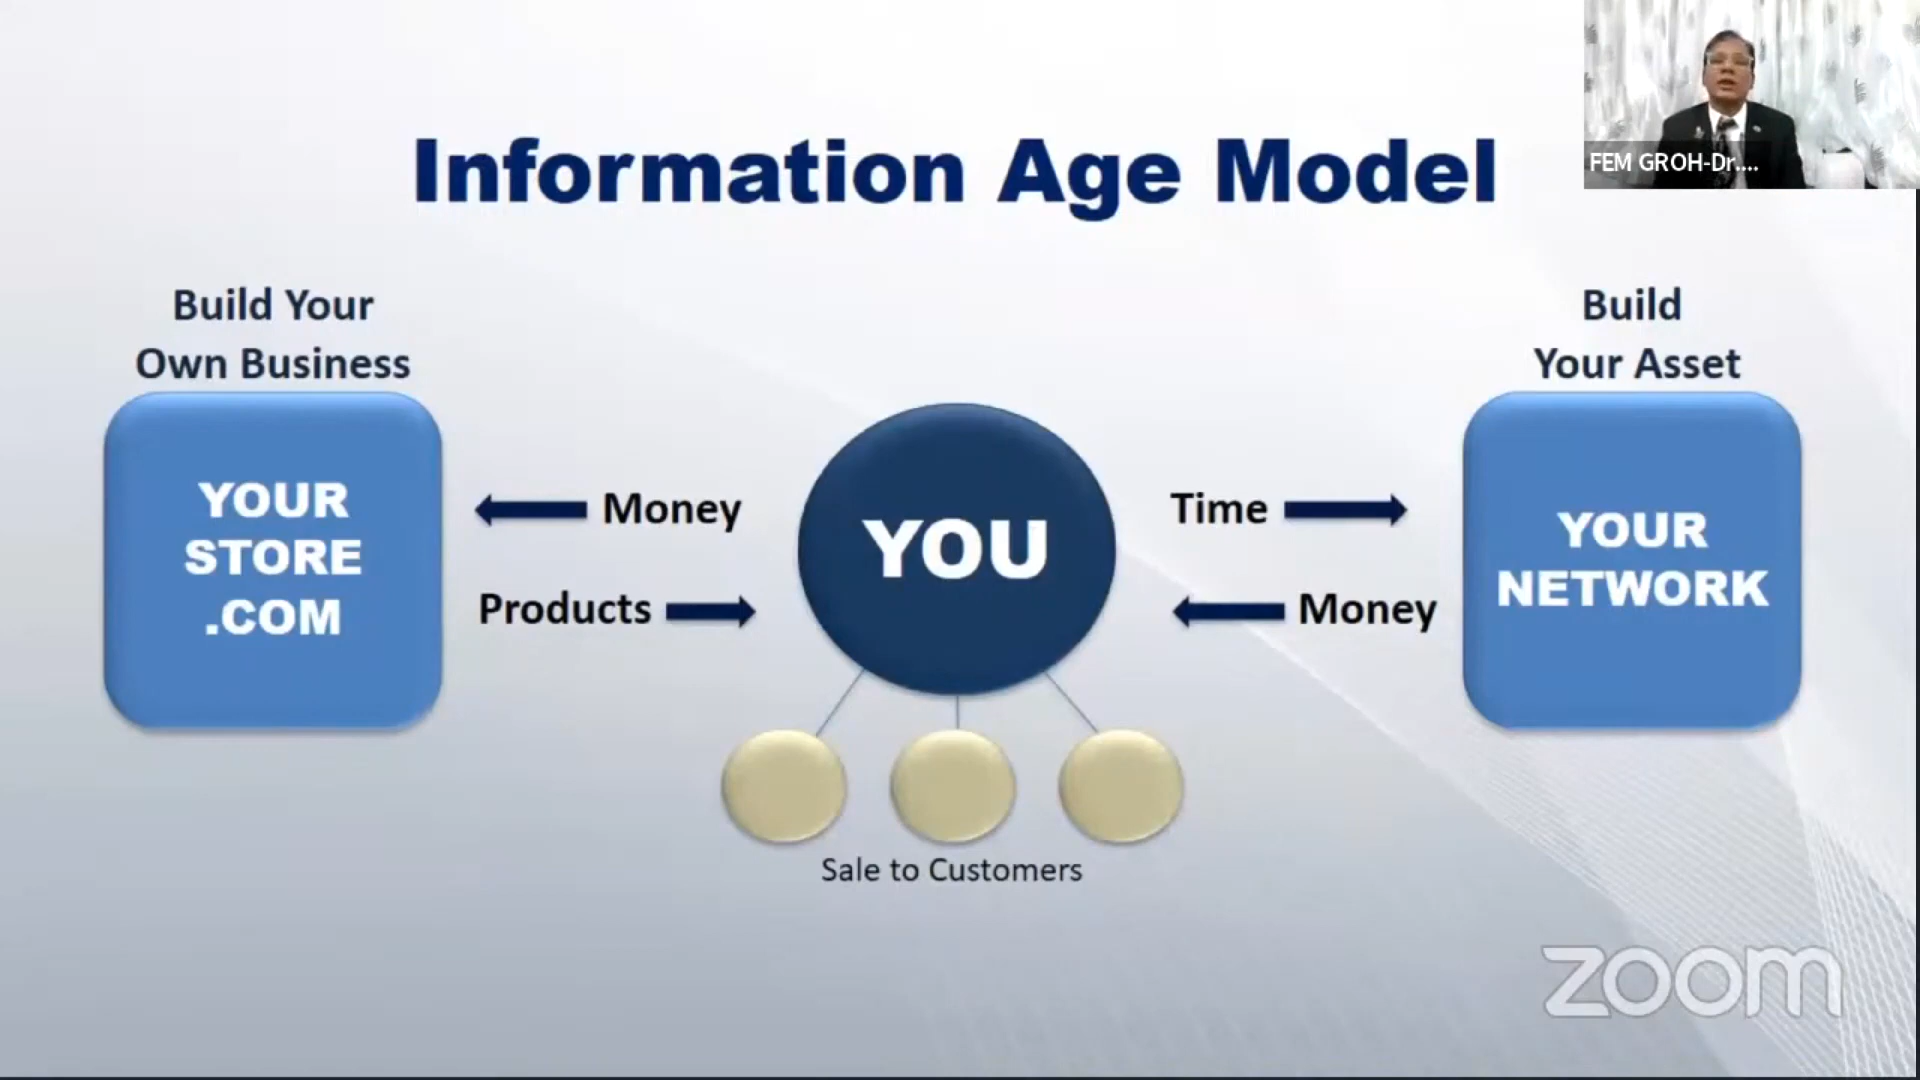 Information Age Model
FEM GROH-Dr....
Build Your
Own Business
Build
Your Asset
YOUR
STORE
.COM
Money
Products
YOU
Time
Money
YOUR
NETWORK
Sale to Customers
zoom